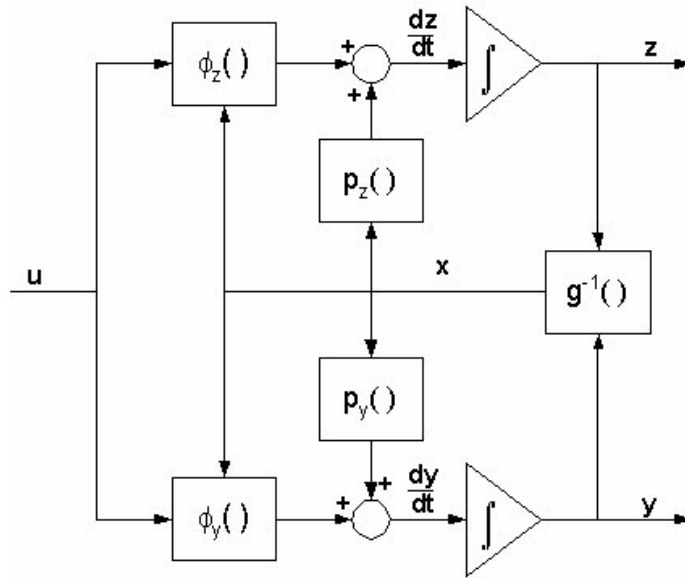 ϕz()
+
+
dz
dt
∫
z
pz()
u
x
g⁻¹()
py()
ϕy()
+
+
dy
dt
∫
y